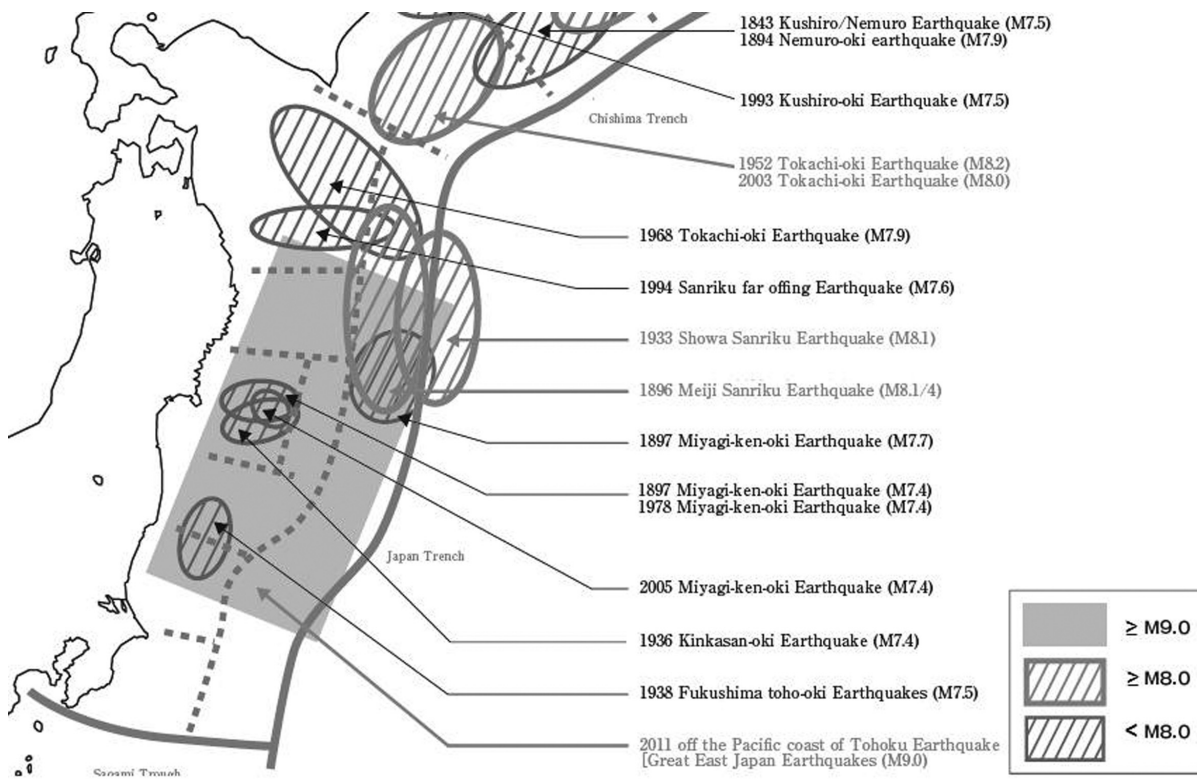 1843 Kushiro/Nemuro Earthquake (M7.5)
1894 Nemuro-oki earthquake (M7.9)
1993 Kushiro-oki Earthquake (M7.5)
Chishima Trench
1952 Tokachi-oki Earthquake (M8.2)
2003 Tokachi-oki Earthquake (M8.0)
1968 Tokachi-oki Earthquake (M7.9)
1994 Sanriku far offing Earthquake (M7.6)
1933 Showa Sanriku Earthquake (M8.1)
1896 Meiji Sanriku Earthquake (M8.1/4)
1897 Miyagi-ken-oki Earthquake (M7.7)
1897 Miyagi-ken-oki Earthquake (M7.4)
1978 Miyagi-ken-oki Earthquake (M7.4)
Japan Trench
2005 Miyagi-ken-oki Earthquake (M7.4)
1936 Kinkasan-oki Earthquake (M7.4)
1938 Fukushima toho-oki Earthquakes (M7.5)
2011 off the Pacific coast of Tohoku Earthquake
[Great East Japan Earthquakes (M9.0)
≥ M9.0
≥ M8.0
< M8.0
Sagami Trough